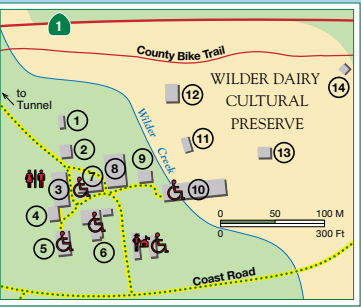 1
County Bike Trail
to
Tunnel
WILDER DAIRY
CULTURAL
PRESERVE
14
12
1
Wilder Creek
2
11
13
9
8
7
3
10
4
5
6
0 50 100 M
0 300 Ft
Coast Road